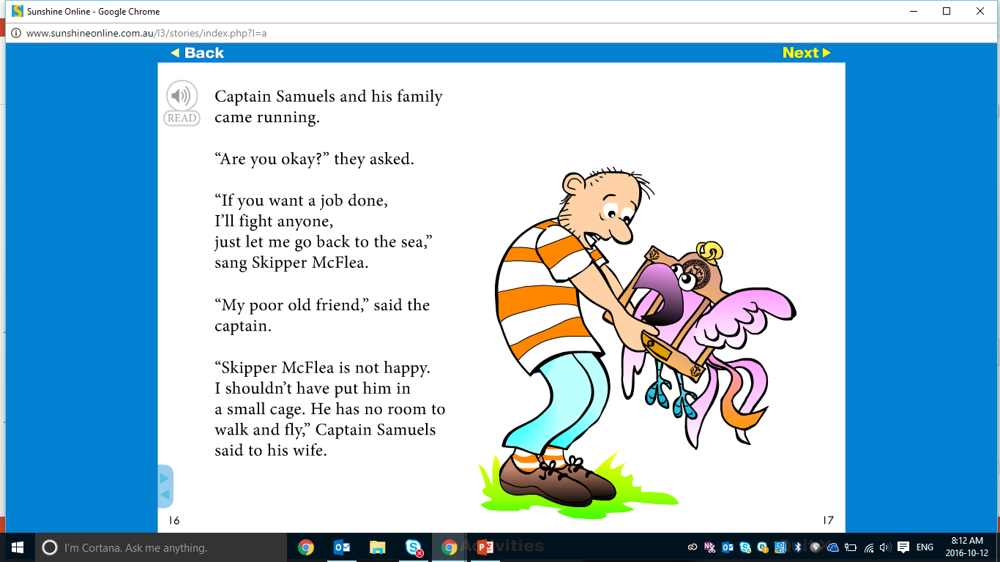 Sunshine Online - Google Chrome
www.sunshineonline.com.au/l3/stories/index.php?l=a
Back
Next
READ
Captain Samuels and his family
came running.
“Are you okay?” they asked.
“If you want a job done,
I’ll fight anyone,
just let me go back to the sea,”
sang Skipper McFlea.
“My poor old friend,” said the
captain.
“Skipper McFlea is not happy.
I shouldn’t have put him in
a small cage. He has no room to
walk and fly,” Captain Samuels
said to his wife.
16
17
I'm Cortana. Ask me anything.
ENG
8:12 AM
2016-10-12